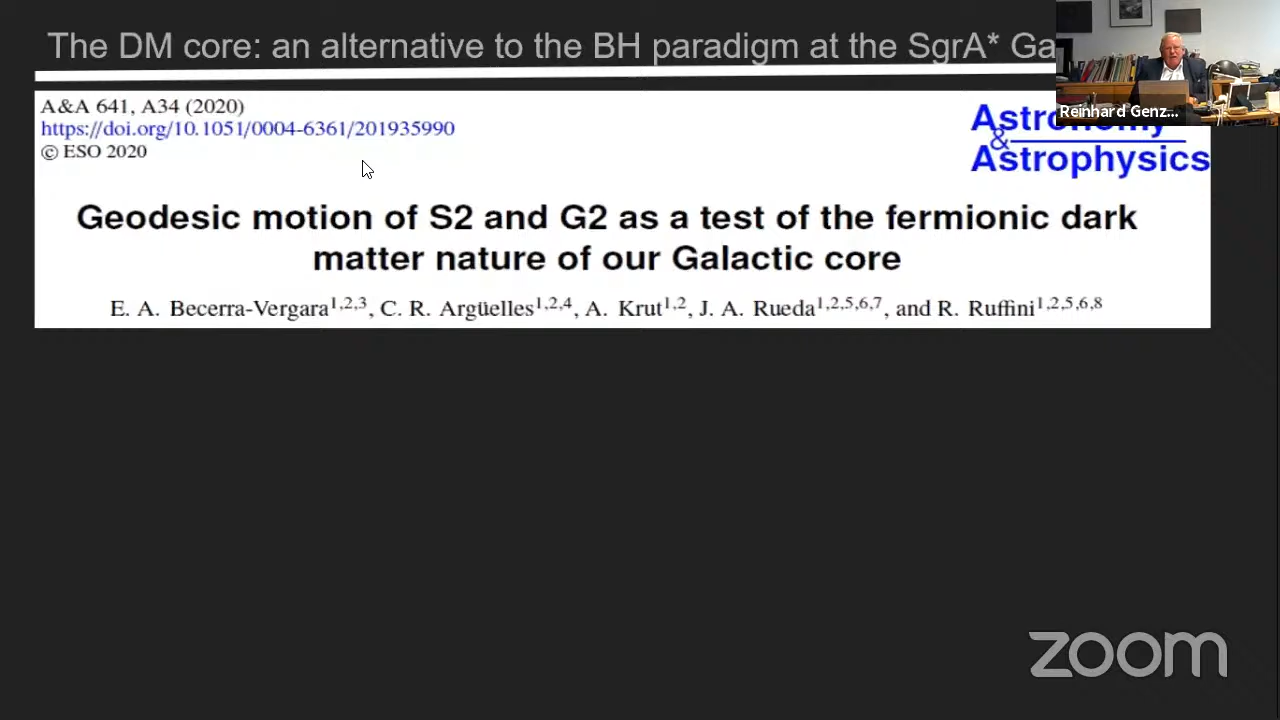 The DM core: an alternative to the BH paradigm at the SgrA*
Reinhard Genz...
A&A 641, A34 (2020)
https://doi.org/10.1051/0004-6361/201935990
© ESO 2020
Astronomy
&
Astrophysics
Geodesic motion of S2 and G2 as a test of the fermionic dark
matter nature of our Galactic core
E. A. Becerra-Vergara1,2,3, C. R. Argüelles1,2,4, A. Krut1,2, J. A. Rueda1,2,5,6,7, and R. Ruffini1,2,5,6,8
zoom